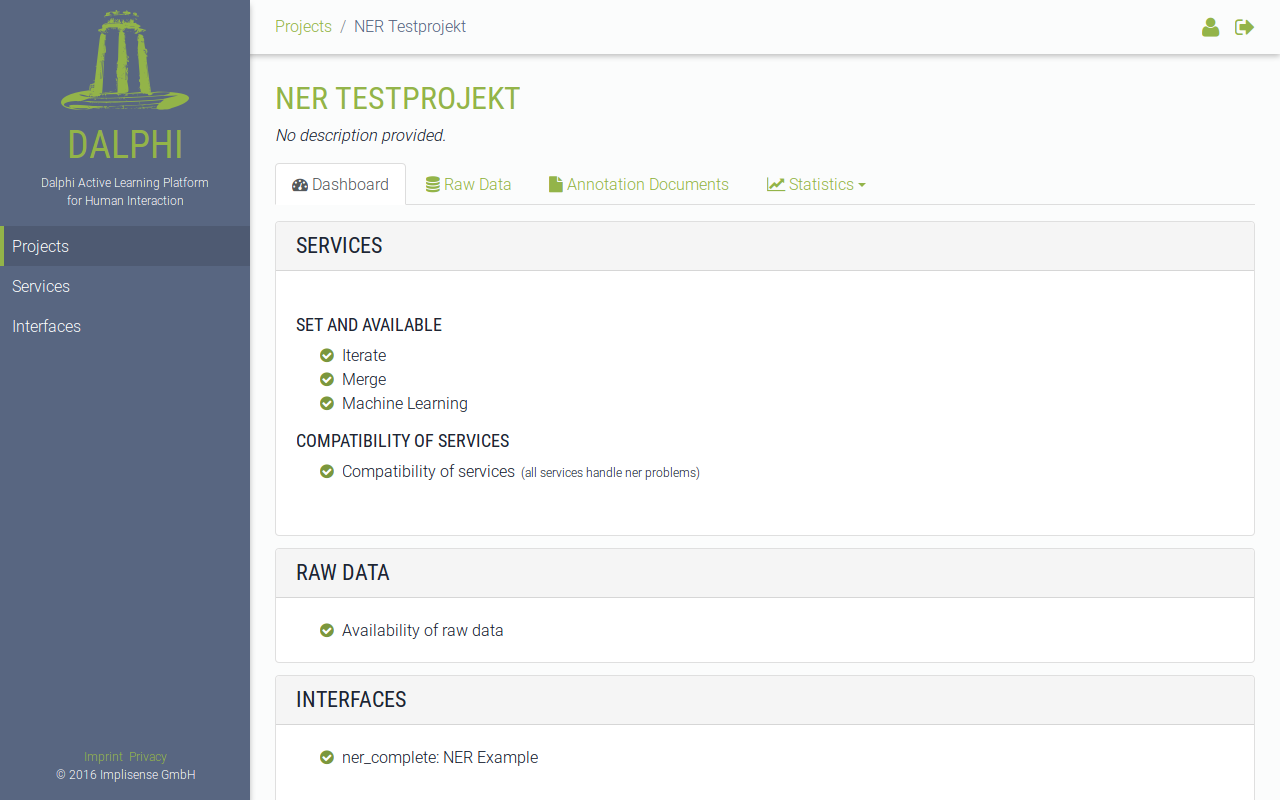 DALPHI
Dalphi Active Learning Platform
for Human Interaction
Projects
Services
Interfaces
Imprint Privacy
© 2016 Implisense GmbH
Projects / NER Testprojekt
NER TESTPROJEKT
No description provided.
Dashboard Raw Data Annotation Documents Statistics
SERVICES
SET AND AVAILABLE
Iterate
Merge
Machine Learning
COMPATIBILITY OF SERVICES
Compatibility of services (all services handle ner problems)
RAW DATA
Availability of raw data
INTERFACES
ner_complete: NER Example